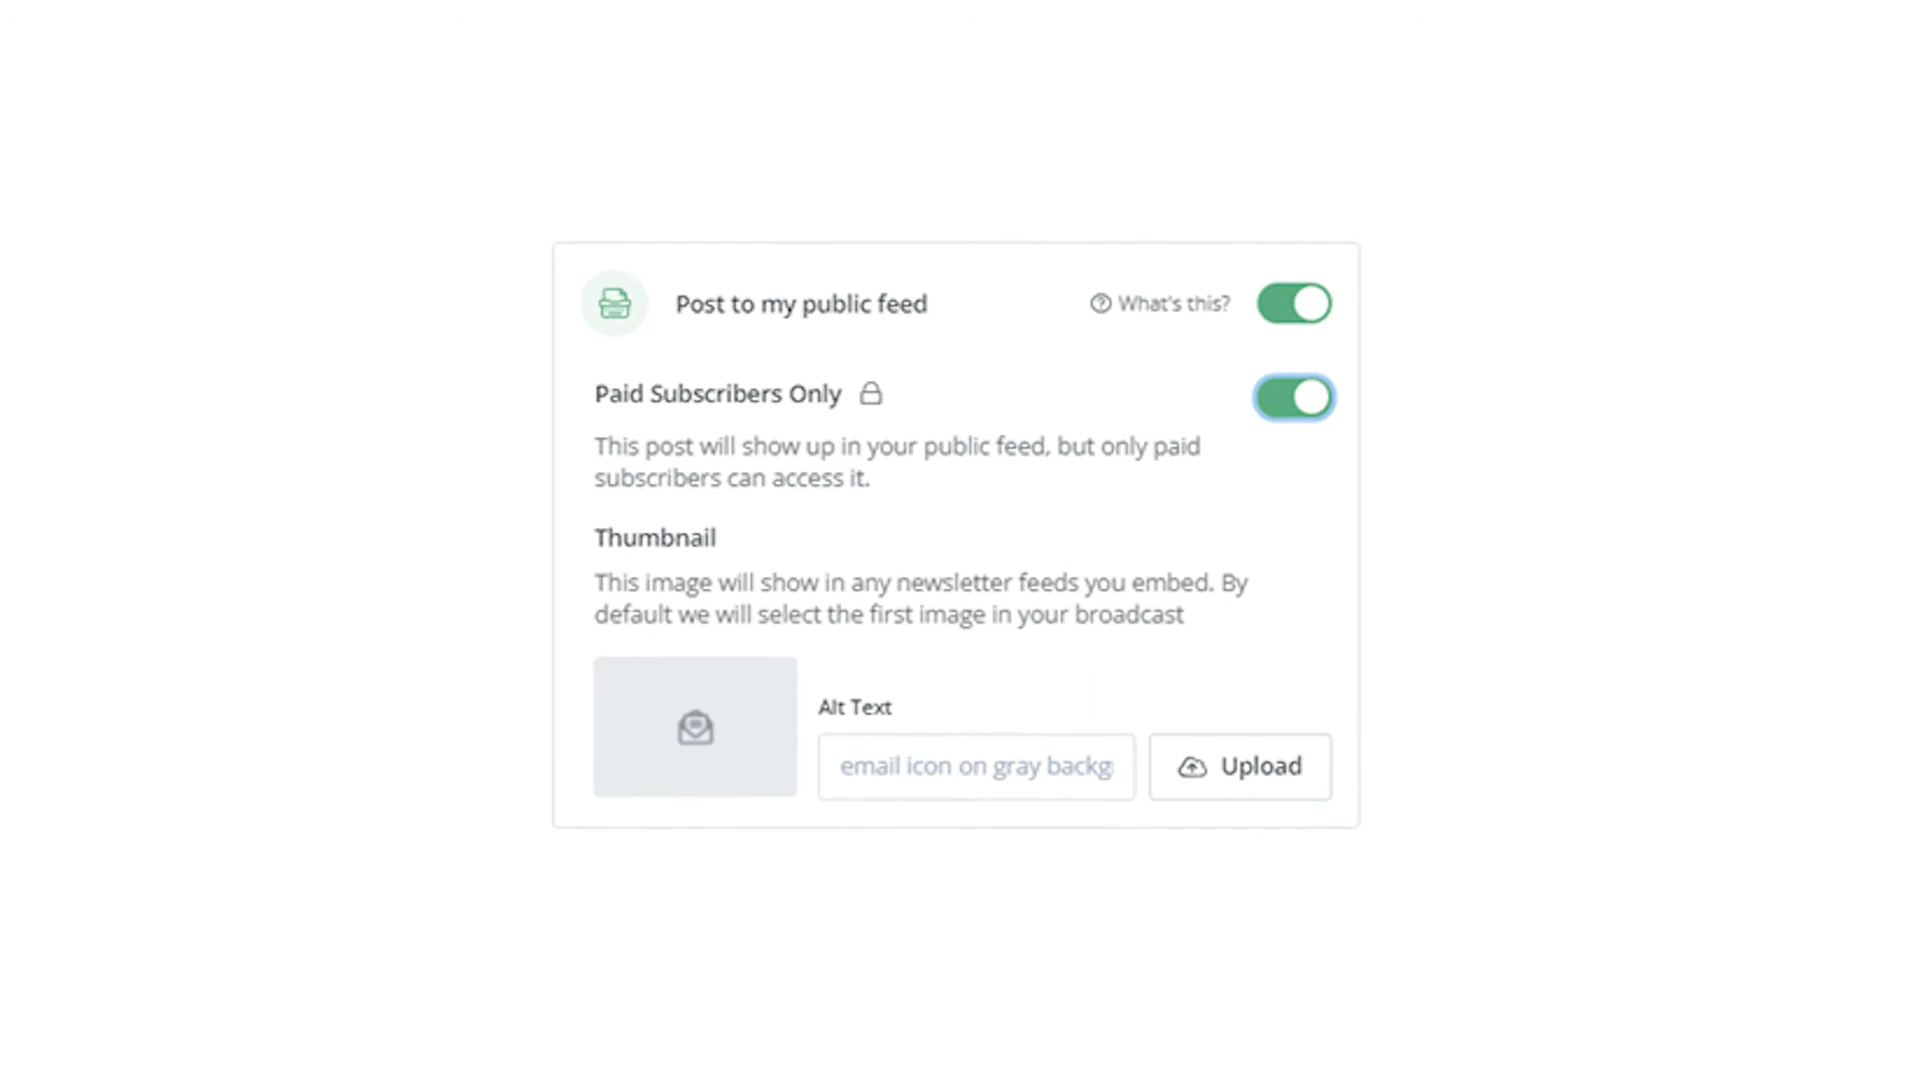 Post to my public feed
What's this?
Paid Subscribers Only
This post will show up in your public feed, but only paid
subscribers can access it.
Thumbnail
This image will show in any newsletter feeds you embed. By
default we will select the first image in your broadcast
Alt Text
email icon on gray backg
Upload